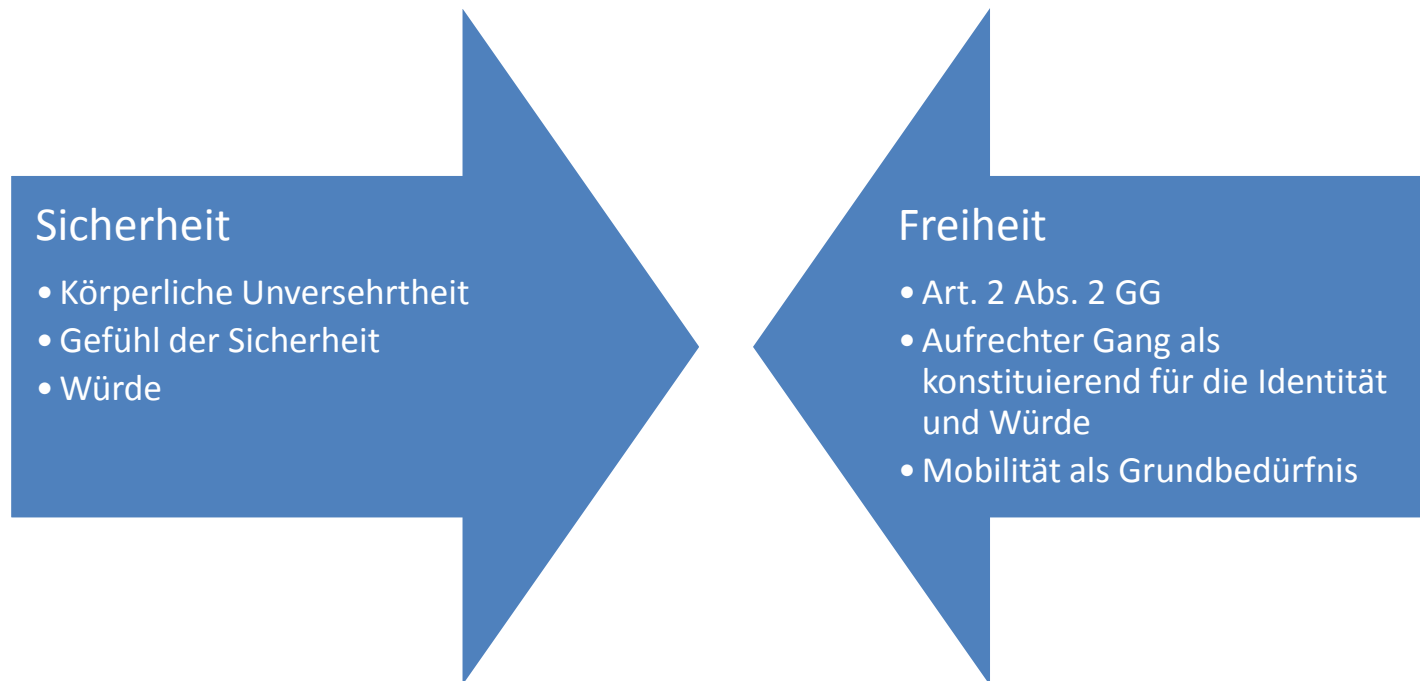 Sicherheit
• Körperliche Unversehrtheit
• Gefühl der Sicherheit
• Würde
Freiheit
• Art. 2 Abs. 2 GG
• Aufrechter Gang als
konstituierend für die Identität
und Würde
• Mobilität als Grundbedürfnis